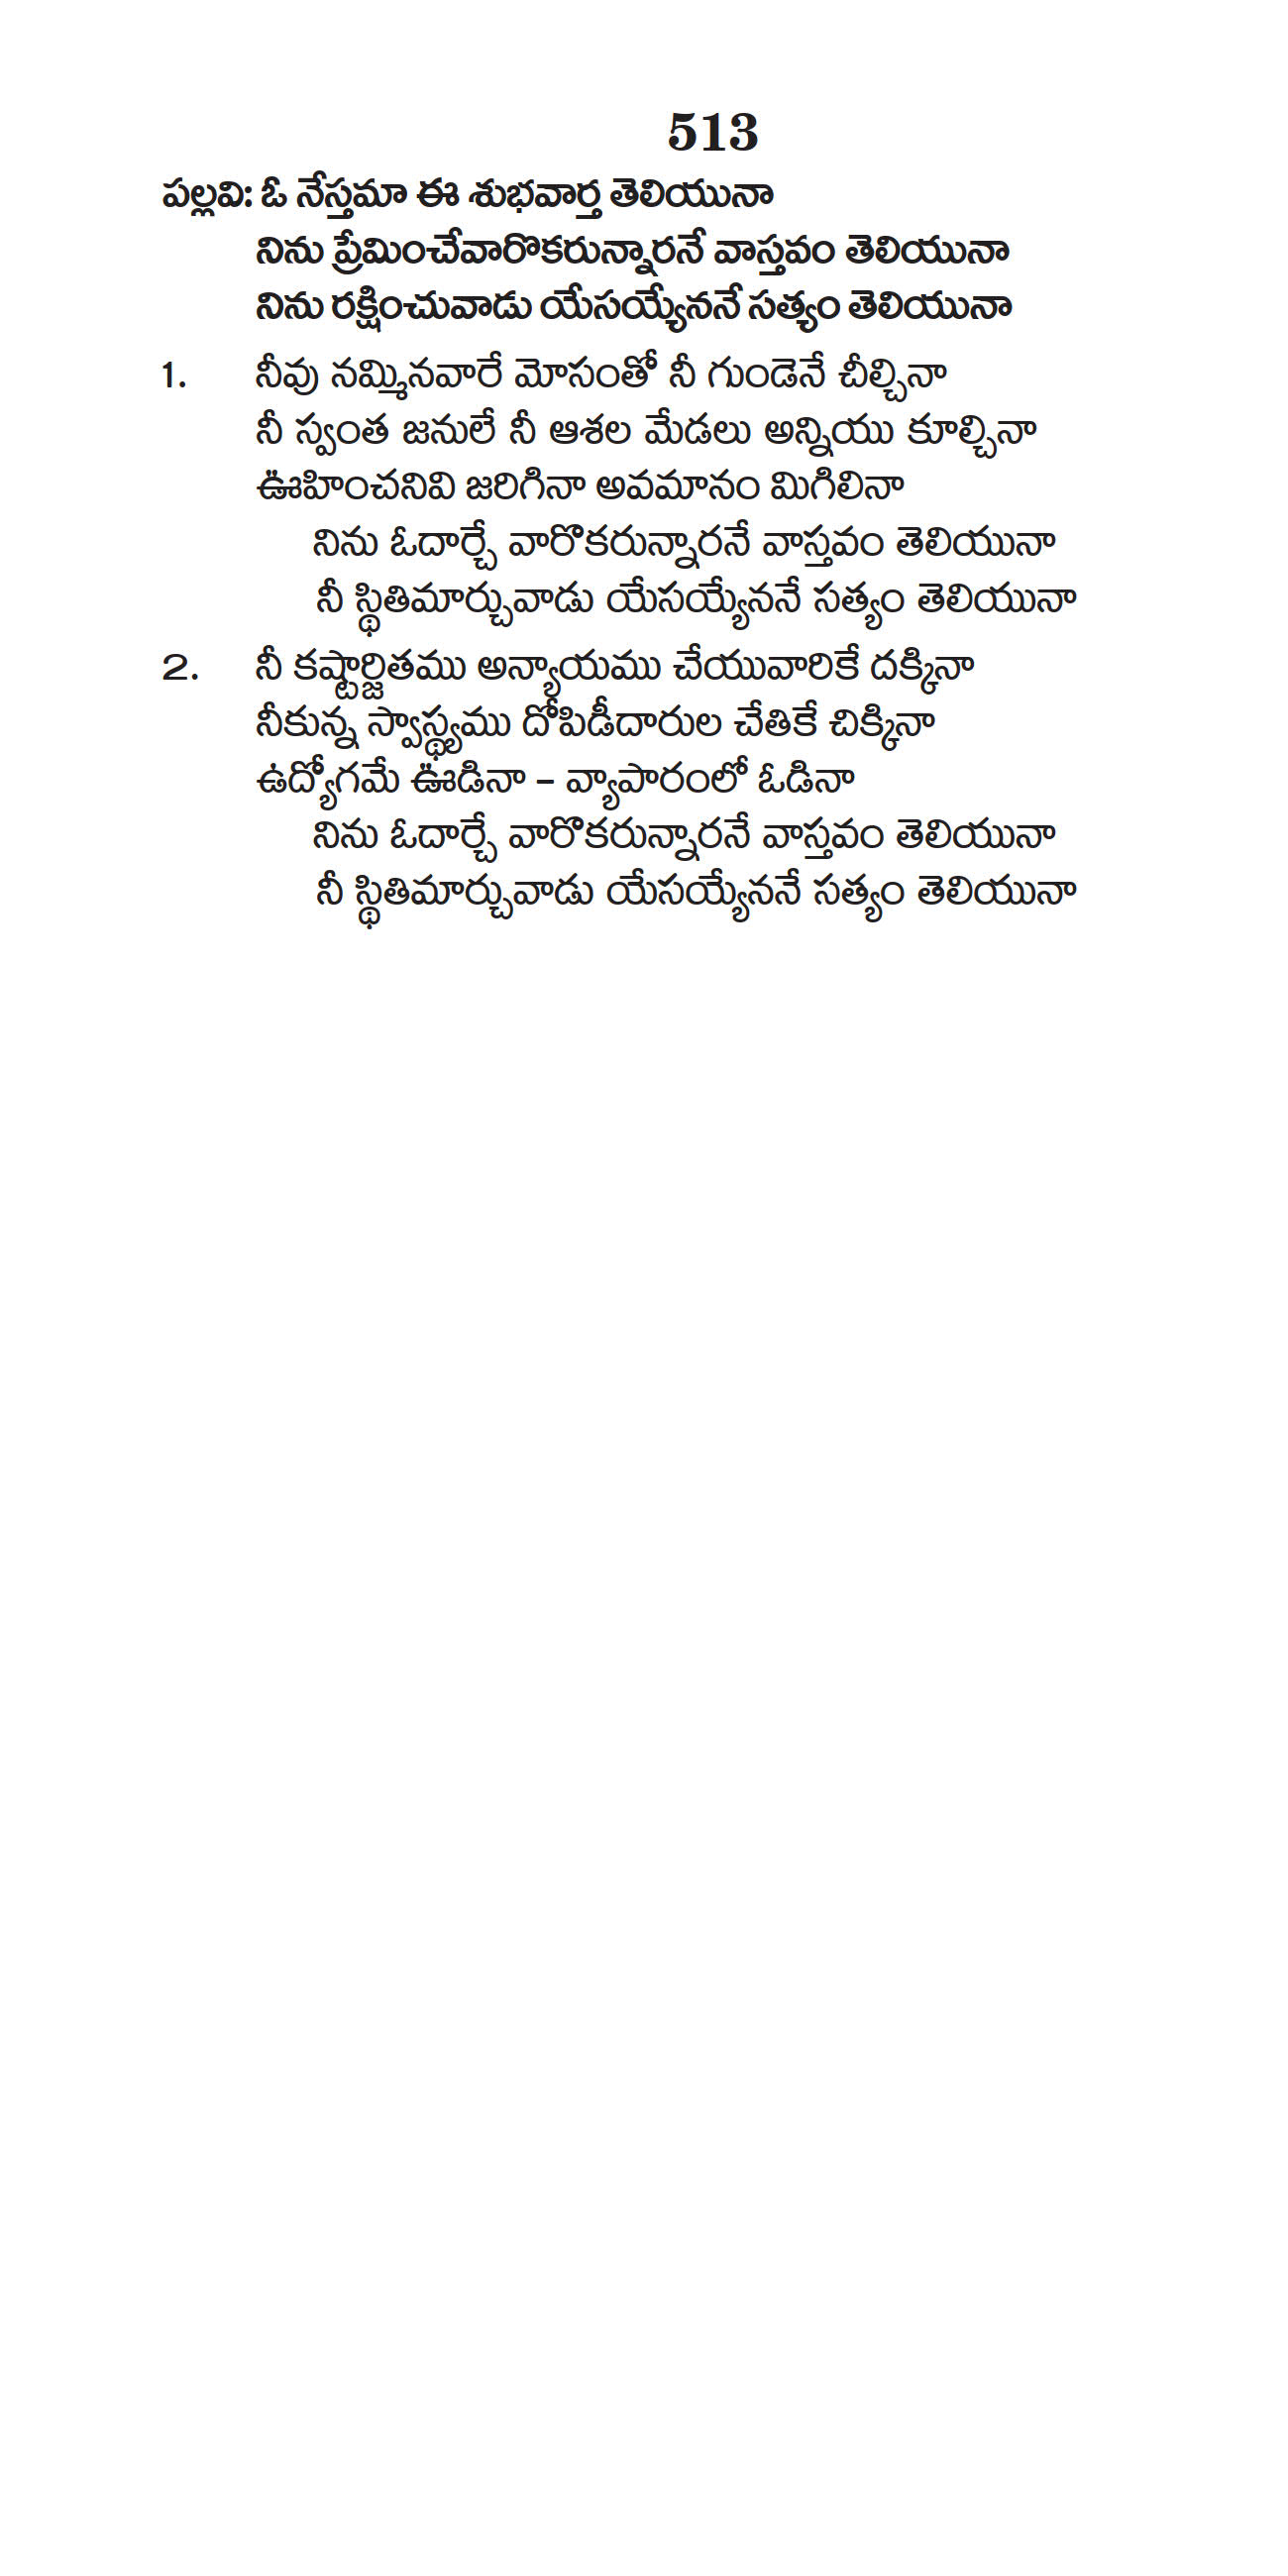 513
పల్లవి: ఓ నేస్తమా ఈ శుభవార్త తెలియునా
నిను ప్రేమించేవారొకరున్నారనే వాస్తవం తెలియునా
నిను రక్షించువాడు యేసయ్యేననే సత్యం తెలియునా
1. నీవు నమ్మినవారే మోసంతో నీ గుండెనే చీల్చినా
నీ స్వంత జనులే నీ ఆశల మేడలు అన్నియు కూల్చినా
ఊహించనివి జరిగినా అవమానం మిగిలినా
నిను ఓదార్చే వారొకరున్నారనే వాస్తవం తెలియునా
నీ స్థితిమార్చువాడు యేసయ్యేననే సత్యం తెలియునా
2. నీ కష్టార్జితము అన్యాయము చేయువారికే దక్కినా
నీకున్న స్వాస్థ్యము దోపిడీదారుల చేతికే చిక్కినా
ఉద్యోగమే ఊడినా – వ్యాపారంలో ఓడినా
నిను ఓదార్చే వారొకరున్నారనే వాస్తవం తెలియునా
నీ స్థితిమార్చువాడు యేసయ్యేననే సత్యం తెలియునా